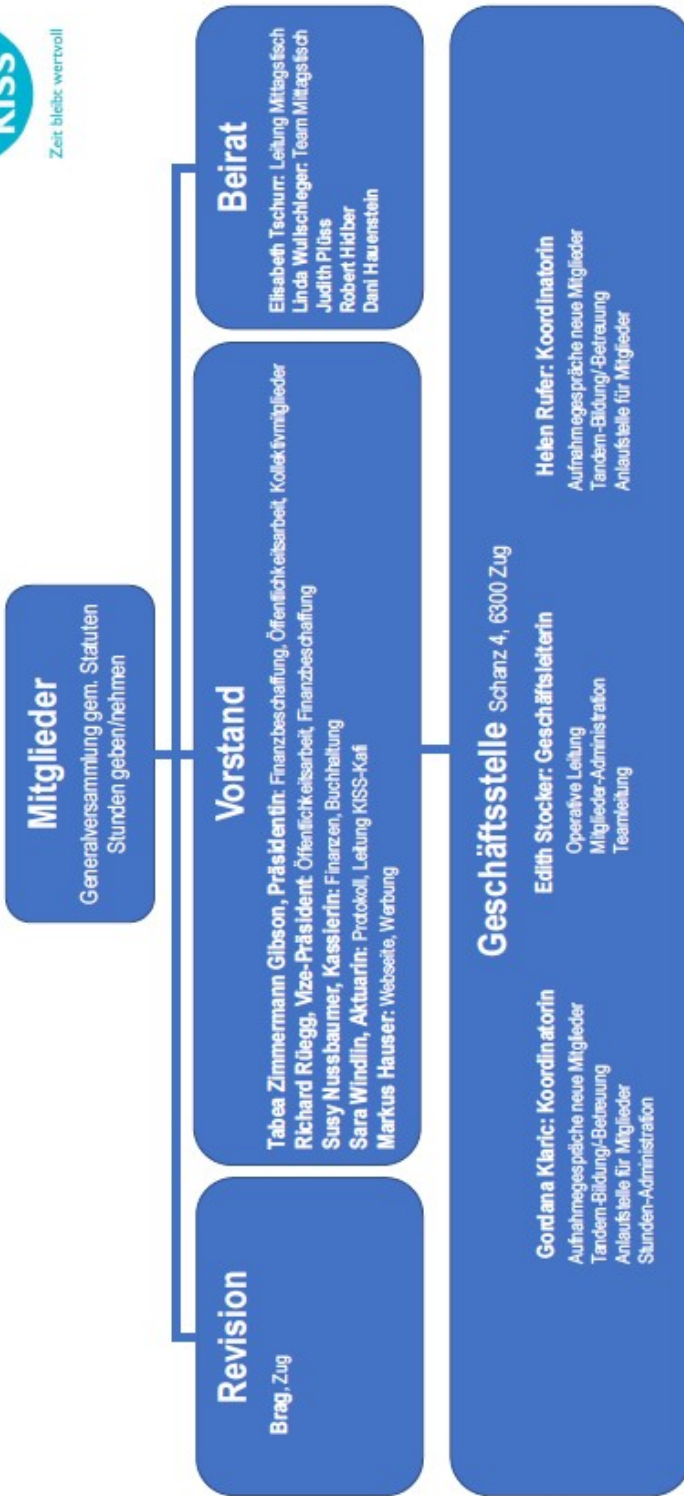 KISS
Zeit bleibt wertvoll
Mitglieder
Generalversammlung gem. Statuten
Stunden geben/nehmen
Revision
Brag, Zug
Vorstand
Tabea Zimmermann Gibson, Präsidentin: Finanzbeschaffung, Öffentlichkeitsarbeit, Kollektivmitglieder
Richard Rüegg, Vize-Präsident: Öffentlichkeitsarbeit, Finanzbeschaffung
Susy Nussbaumer, Kassierin: Finanzen, Buchhaltung
Sara Windlin, Aktuarin: Protokoll, Leitung KISS-Kafi
Markus Hauser: Webseite, Werbung
Beirat
Elisabeth Tschurr: Leitung Mittagstisch
Linda Wullschleger: Team Mittagstisch
Judith Plüss
Robert Hidber
Dani Hauenstein
Geschäftsstelle Schanz 4, 6300 Zug
Gordana Klaric: Koordinatorin
Aufnahmegespräche neue Mitglieder
Tandem-Bildung/-Betreuung
Anlaufstelle für Mitglieder
Stunden-Administration
Edith Stocker: Geschäftsleiterin
Operative Leitung
Mitglieder-Administration
Teamleitung
Helen Rufer: Koordinatorin
Aufnahmegespräche neue Mitglieder
Tandem-Bildung/-Betreuung
Anlaufstelle für Mitglieder